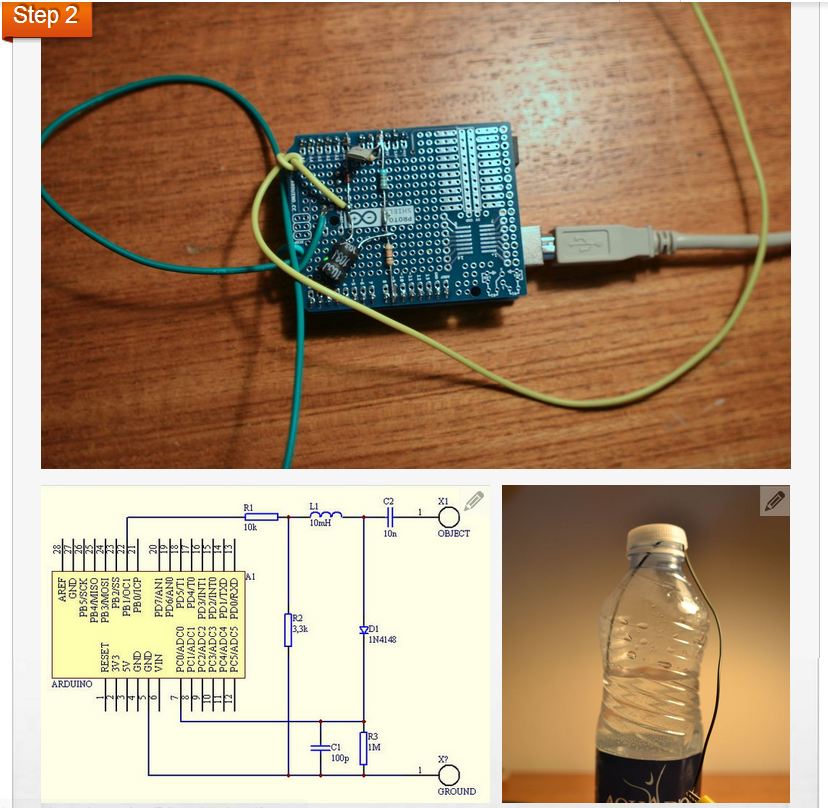 Step 2
PROTO
SHIELD
R1
10k
L1
10mH
C2
10n
1
X1
OBJECT
28
27
26
25
24
23
22
21
20
19
18
17
16
15
14
13
AREF
GND
PB5/SCK
PB4/MISO
PB3/MOSI
PB2/SS
PB1/OC1
PB0/ICP
PD7/AN1
PD6/AN0
PD5/T1
PD4/T0
PD3/INT1
PD2/INT0
PD1/TXD
PD0/RXD
A1
RESET
3V3
5V
GND
GND
VIN
PC0/ADC0
PC1/ADC1
PC2/ADC2
PC3/ADC3
PC4/ADC4
PC5/ADC5
ARDUINO
1
2
3
4
5
6
7
8
9
10
11
12
R2
3,3k
D1
1N4148
C1
100p
R3
1M
1
X?
GROUND